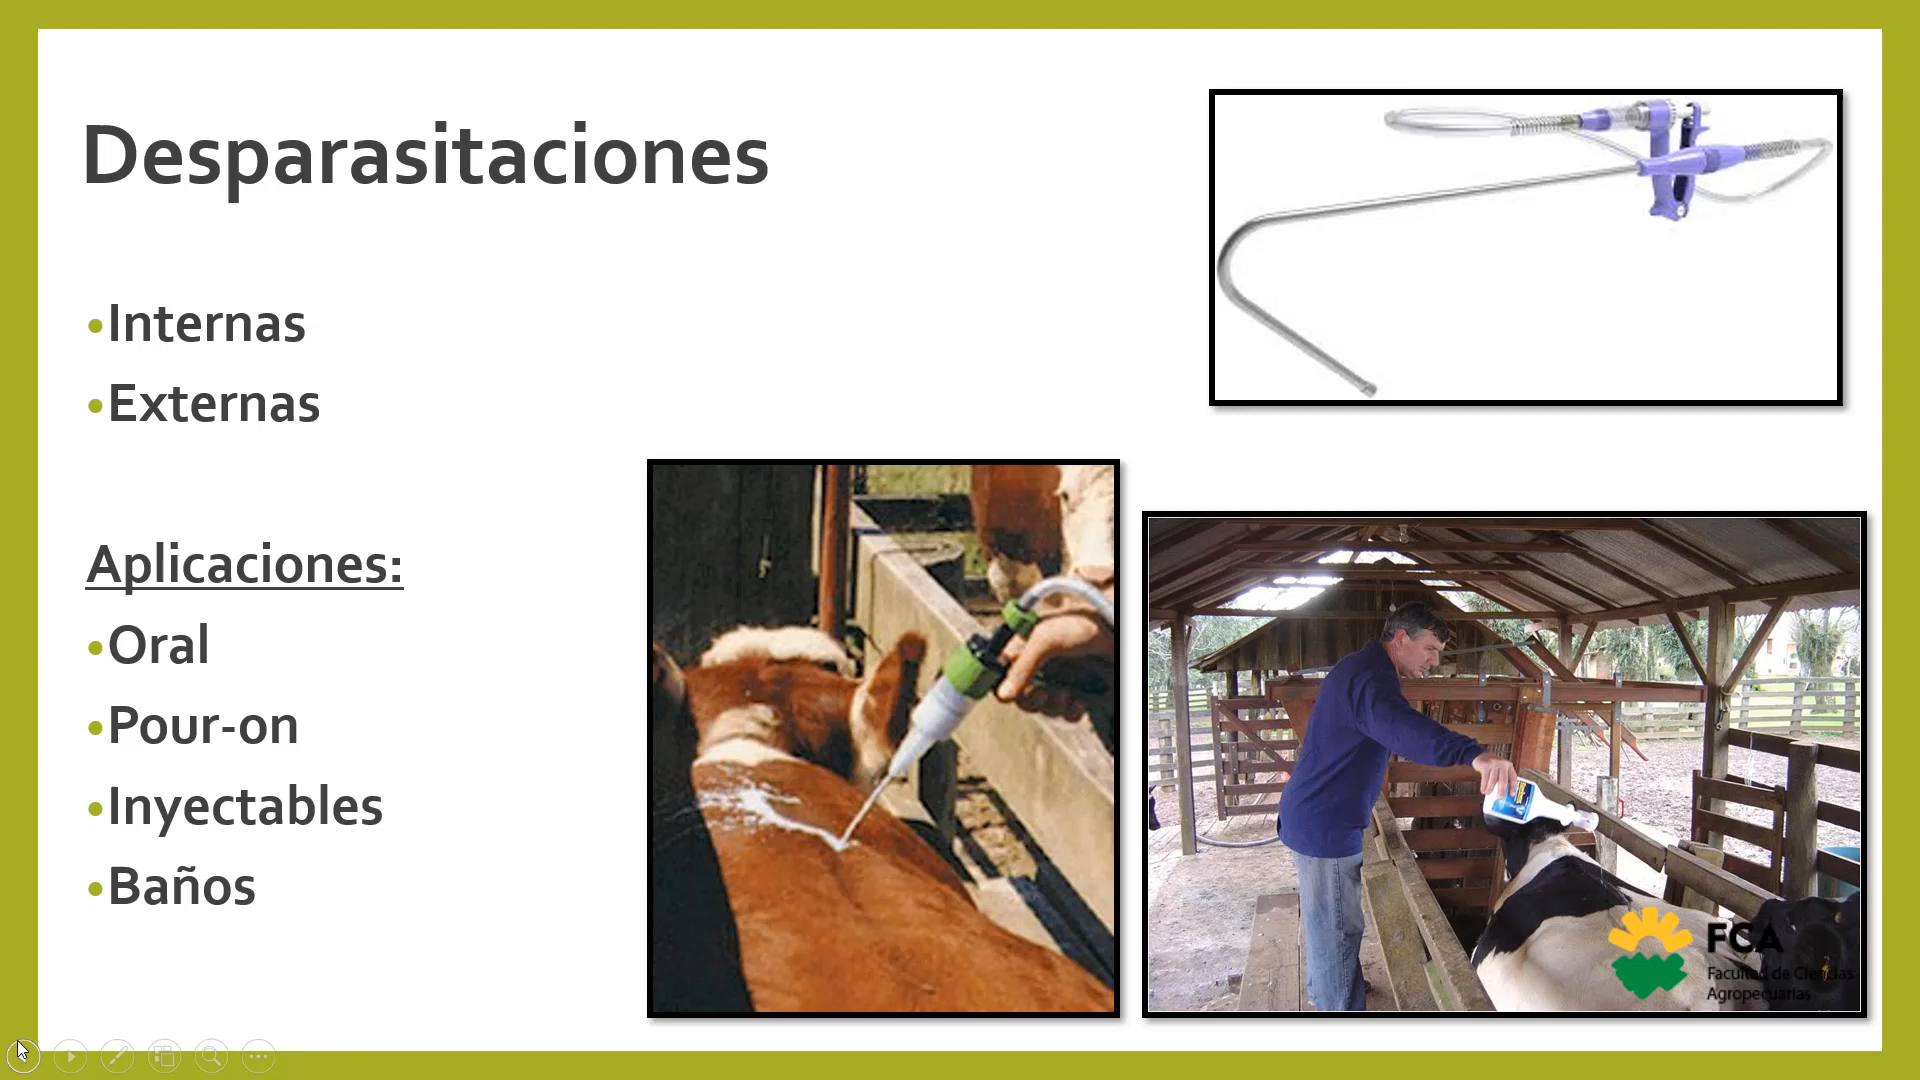 Desparasitaciones
•Internas
•Externas
Aplicaciones:
•Oral
•Pour-on
•Inyectables
•Baños
FCA
Facultad de Ciencias
Agropecuarias